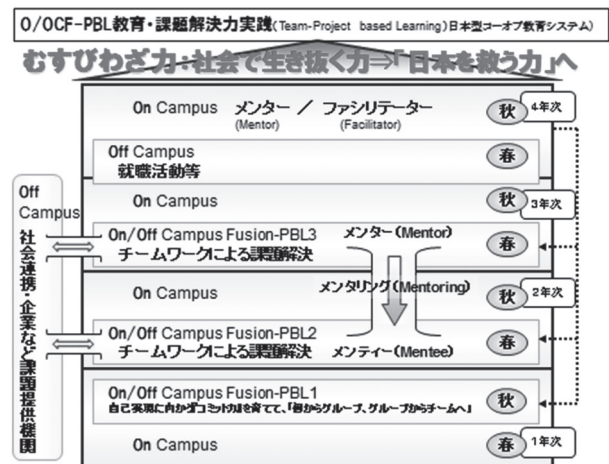 O/OCF-PBL教育・課題解決力実践(Team-Project based Learning)日本型コーオプ教育システム)
むすびわざ力:社会で生き抜く力⇒「日本を救う力」へ
On Campus メンター / ファシリテーター
(Mentor) (Facilitator)
秋 4年次
Off Campus
就職活動等
春
On Campus
秋 3年次
On/Off Campus Fusion-PBL3 メンター(Mentor)
チームワークによる課題解決
春
On Campus メンタリング(Mentoring)
秋 2年次
On/Off Campus Fusion-PBL2
チームワークによる課題解決 メンティー(Mentee)
春
On/Off Campus Fusion-PBL1
自己実現に向かう「コミット力」を育てて、「個からグループ、グループからチームへ」
秋
On Campus
春 1年次
Off
Campus
社会連携・企業など課題提供機関